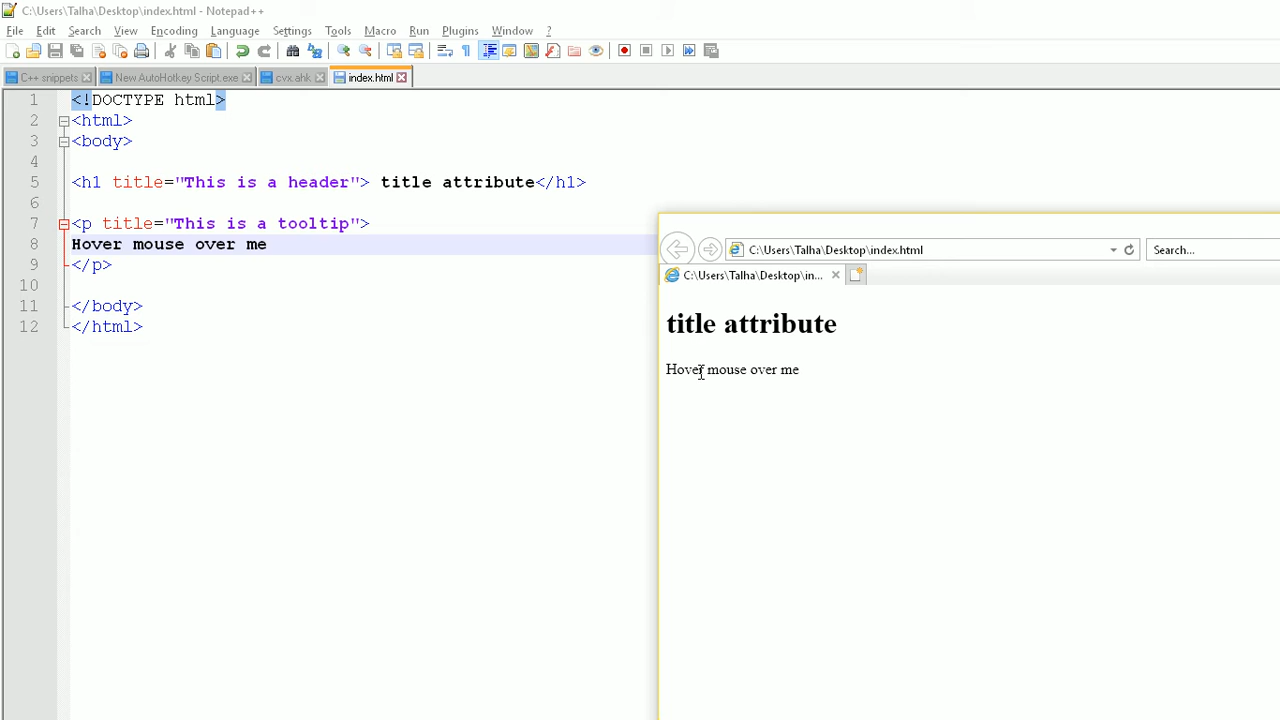 C:\Users\Talha\Desktop\index.html - Notepad++
File Edit Search View Encoding Language Settings Tools Macro Run Plugins Window ?
C++ snippets New AutoHotkey Script.exe cvx.ahk index.html
1 <!DOCTYPE html>
2 <html>
3 <body>
4
5 <h1 title="This is a header"> title attribute</h1>
6
7 <p title="This is a tooltip">
8 Hover mouse over me
9 </p>
10
11 </body>
12 </html>
C:\Users\Talha\Desktop\index.html Search...
C:\Users\Talha\Desktop\in...
title attribute
Hover mouse over me